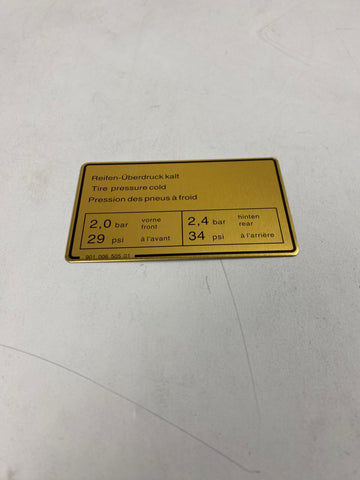 Reifen-Überdruck kalt
Tire pressure cold
Pression des pneus à froid
2,0 bar vorne front
29 psi à l'avant
2,4 bar hinten rear
34 psi à l'arrière
901 006 505 01